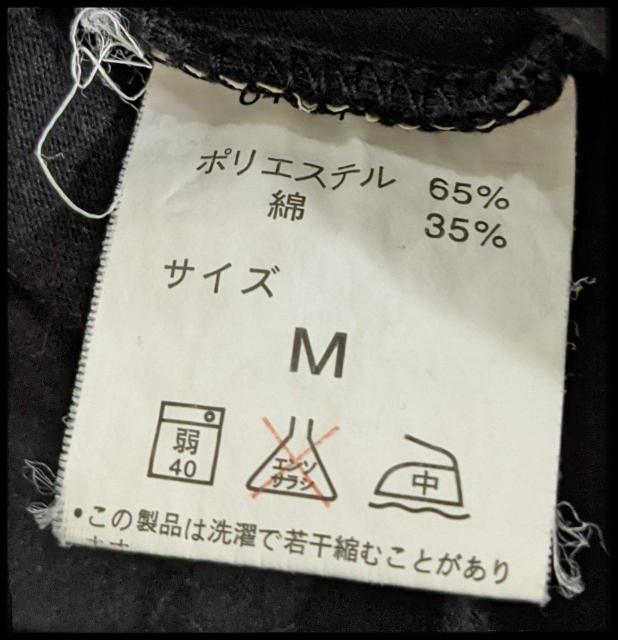 ポリエステル 65%
綿 35%
サイズ
M
弱
40
エンソ
サラシ
中
•この製品は洗濯で若干縮むことがあり